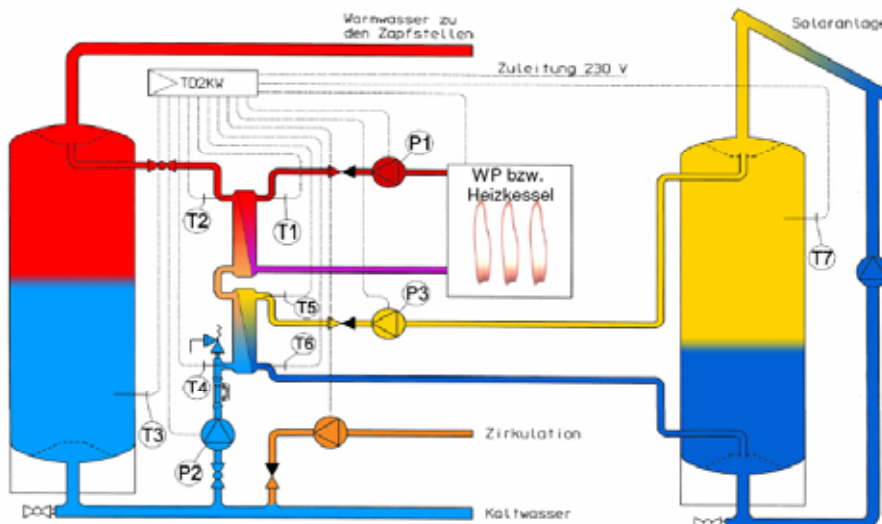 Warmwasser zu
den Zapfstellen
Solaranlage
Zuleitung 230 V
TD2KW
P1
WP bzw.
Heizkessel
T2
T1
T7
T5
P3
T6
T4
T3
P2
Zirkulation
Kaltwasser